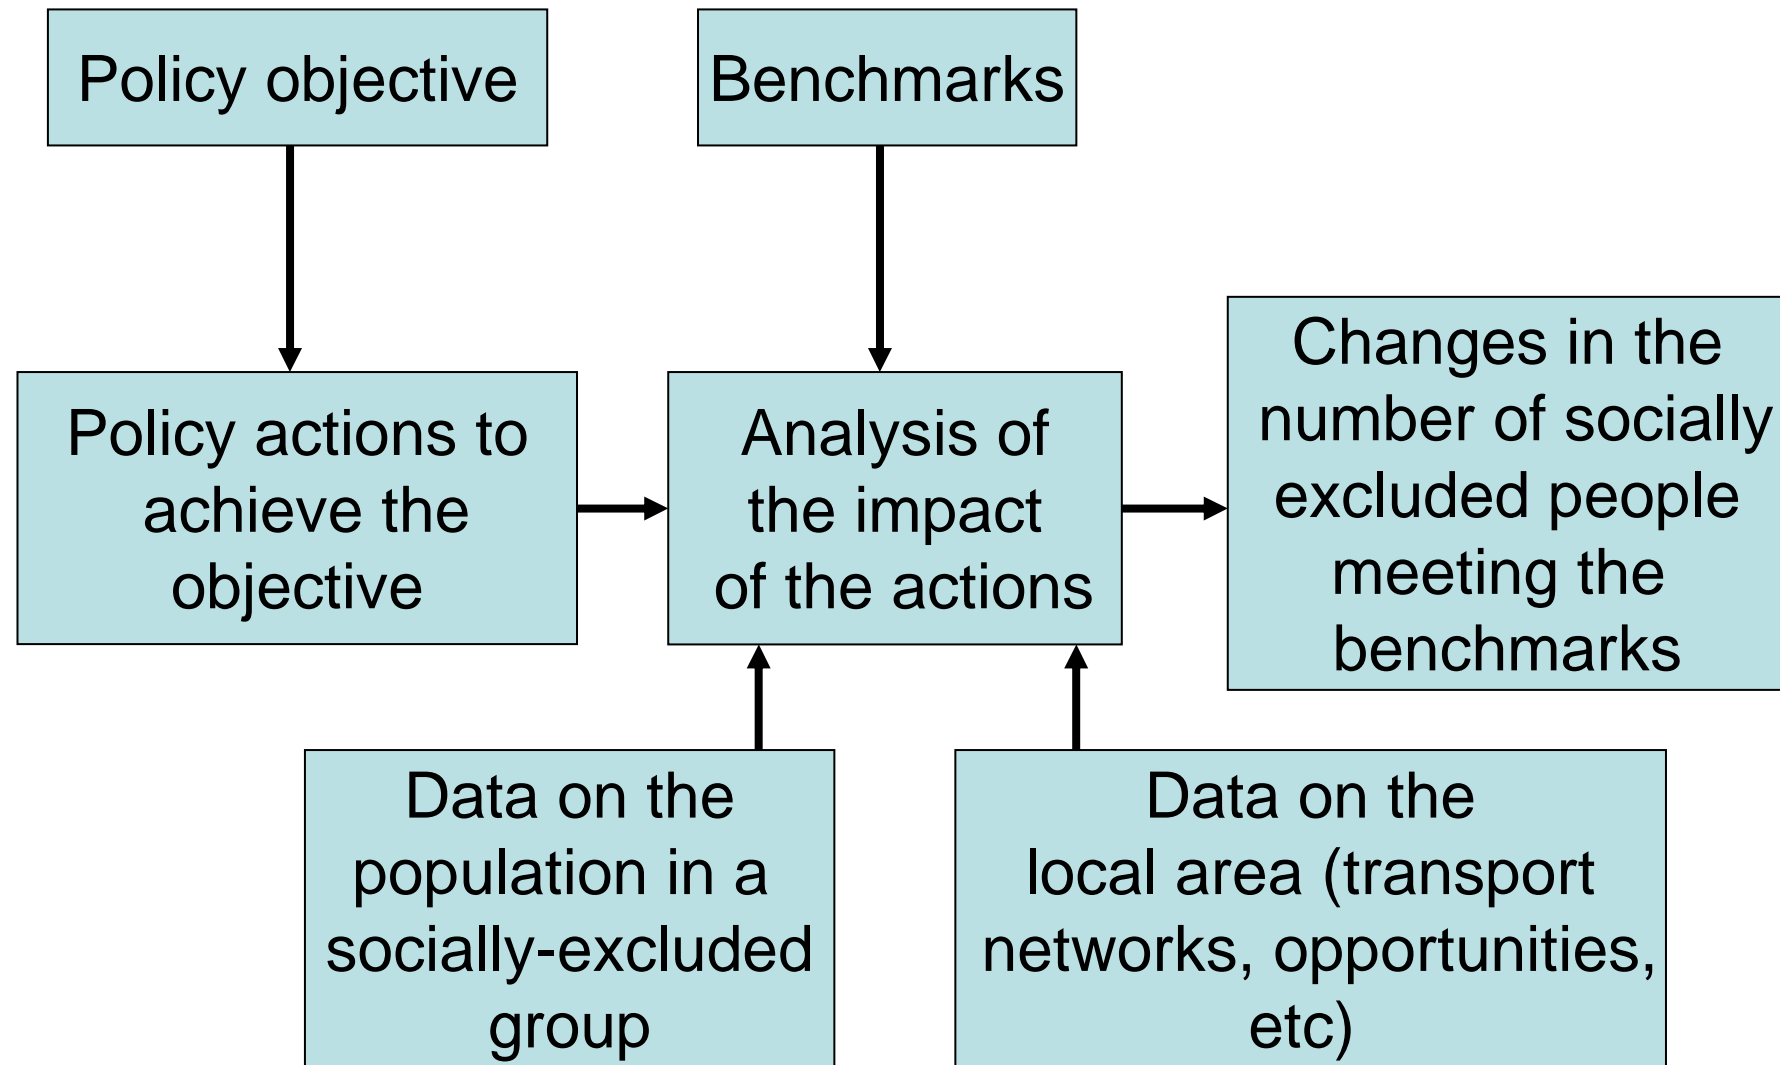 Policy objective
Benchmarks
Policy actions to
achieve the
objective
Analysis of
the impact
of the actions
Changes in the
number of socially
excluded people
meeting the
benchmarks
Data on the
population in a
socially-excluded
group
Data on the
local area (transport
networks, opportunities,
etc)